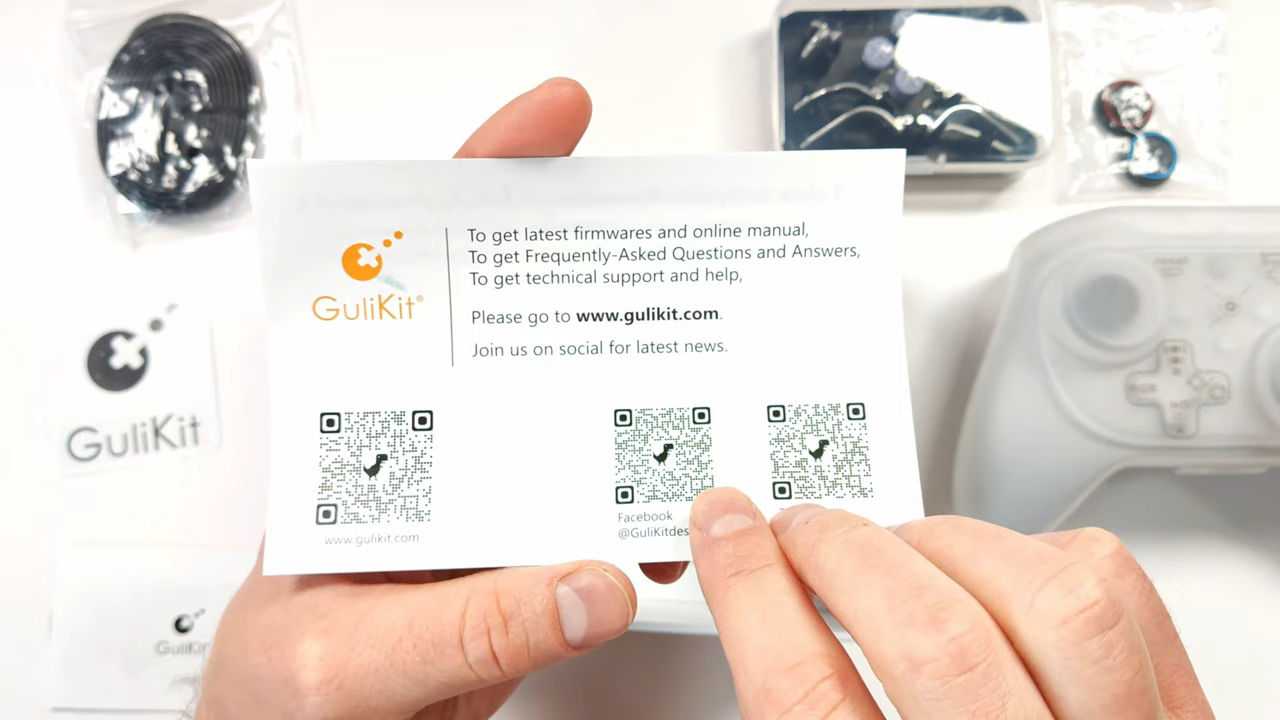 GuliKit®
To get latest firmwares and online manual,
To get Frequently-Asked Questions and Answers,
To get technical support and help,
Please go to www.gulikit.com.
Join us on social for latest news.
www.gulikit.com
Facebook
@GuliKitdes
GuliKit
GuliKit